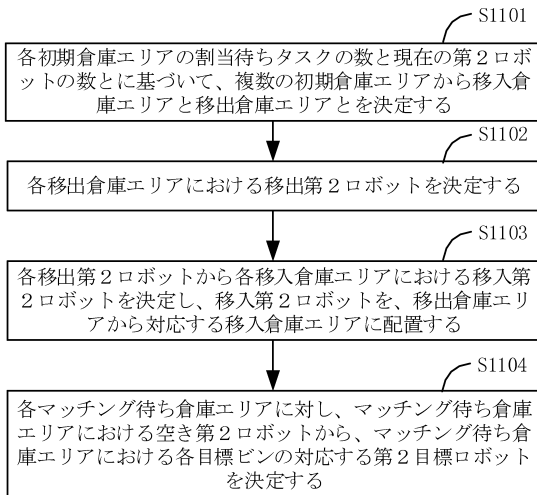 S1101
各初期倉庫エリアの割当待ちタスクの数と現在の第２ロボ
ットの数とに基づいて、複数の初期倉庫エリアから移入倉
庫エリアと移出倉庫エリアとを決定する
S1102
各移出倉庫エリアにおける移出第２ロボットを決定する
S1103
各移出第２ロボットから各移入倉庫エリアにおける移入第
２ロボットを決定し、移入第２ロボットを、移出倉庫エリ
アから対応する移入倉庫エリアに配置する
S1104
各マッチング待ち倉庫エリアに対し、マッチング待ち倉庫
エリアにおける空き第２ロボットから、マッチング待ち倉
庫エリアにおける各目標ビンの対応する第２目標ロボット
を決定する